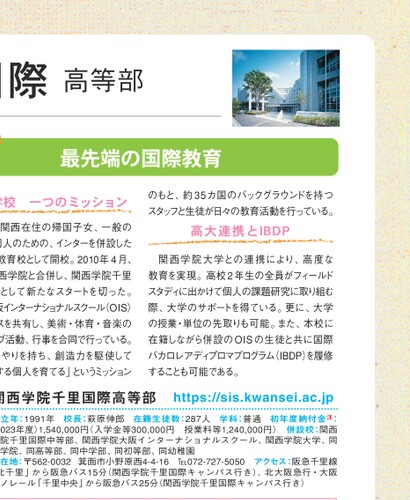 国際 高等部
最先端の国際教育
学校 一つのミッション
関西在住の帰国子女、一般の
国人のための、インターを併設した
教育校として開校。2010年4月、
西学院と合併し、関西学院千里
として新たなスタートを切った。
阪インターナショナルスクール(OIS)
スを共有し、美術・体育・音楽の
ブ活動、行事を合同で行っている。
やりを持ち、創造力を駆使して
する個人を育てる」というミッション
のもと、約35カ国のバックグラウンドを持つ
スタッフと生徒が日々の教育活動を行っている。
高大連携とIBDP
関西学院大学との連携により、高度な
教育を実現。高校2年生の全員がフィールド
スタディに出かけて個人の課題研究に取り組む
際、大学のサポートを得ている。更に、大学
の授業・単位の先取りも可能。また、本校に
在籍しながら併設のOISの生徒と共に国際
バカロレアディプロマプログラム(IBDP)を履修
することも可能である。
関西学院千里国際高等部 https://sis.kwansei.ac.jp
立年:1991年 校長:萩原伸郎 在籍生徒数:287人 学科:普通 初年度納付金注:
023年度)1,540,000円(入学金等300,000円 授業料等1,240,000円) 併設校:関西
院千里国際中等部、関西学院大阪インターナショナルスクール、関西学院大学、同
学院、同高等部、同中学部、同初等部、同幼稚園
在地:〒562-0032 箕面市小野原西4-4-16 TEL072-727-5050 アクセス:阪急千里線
北千里」から阪急バス15分(関西学院千里国際キャンパス行き)、北大阪急行・大阪
ノレール「千里中央」から阪急バス25分(関西学院千里国際キャンパス行き)